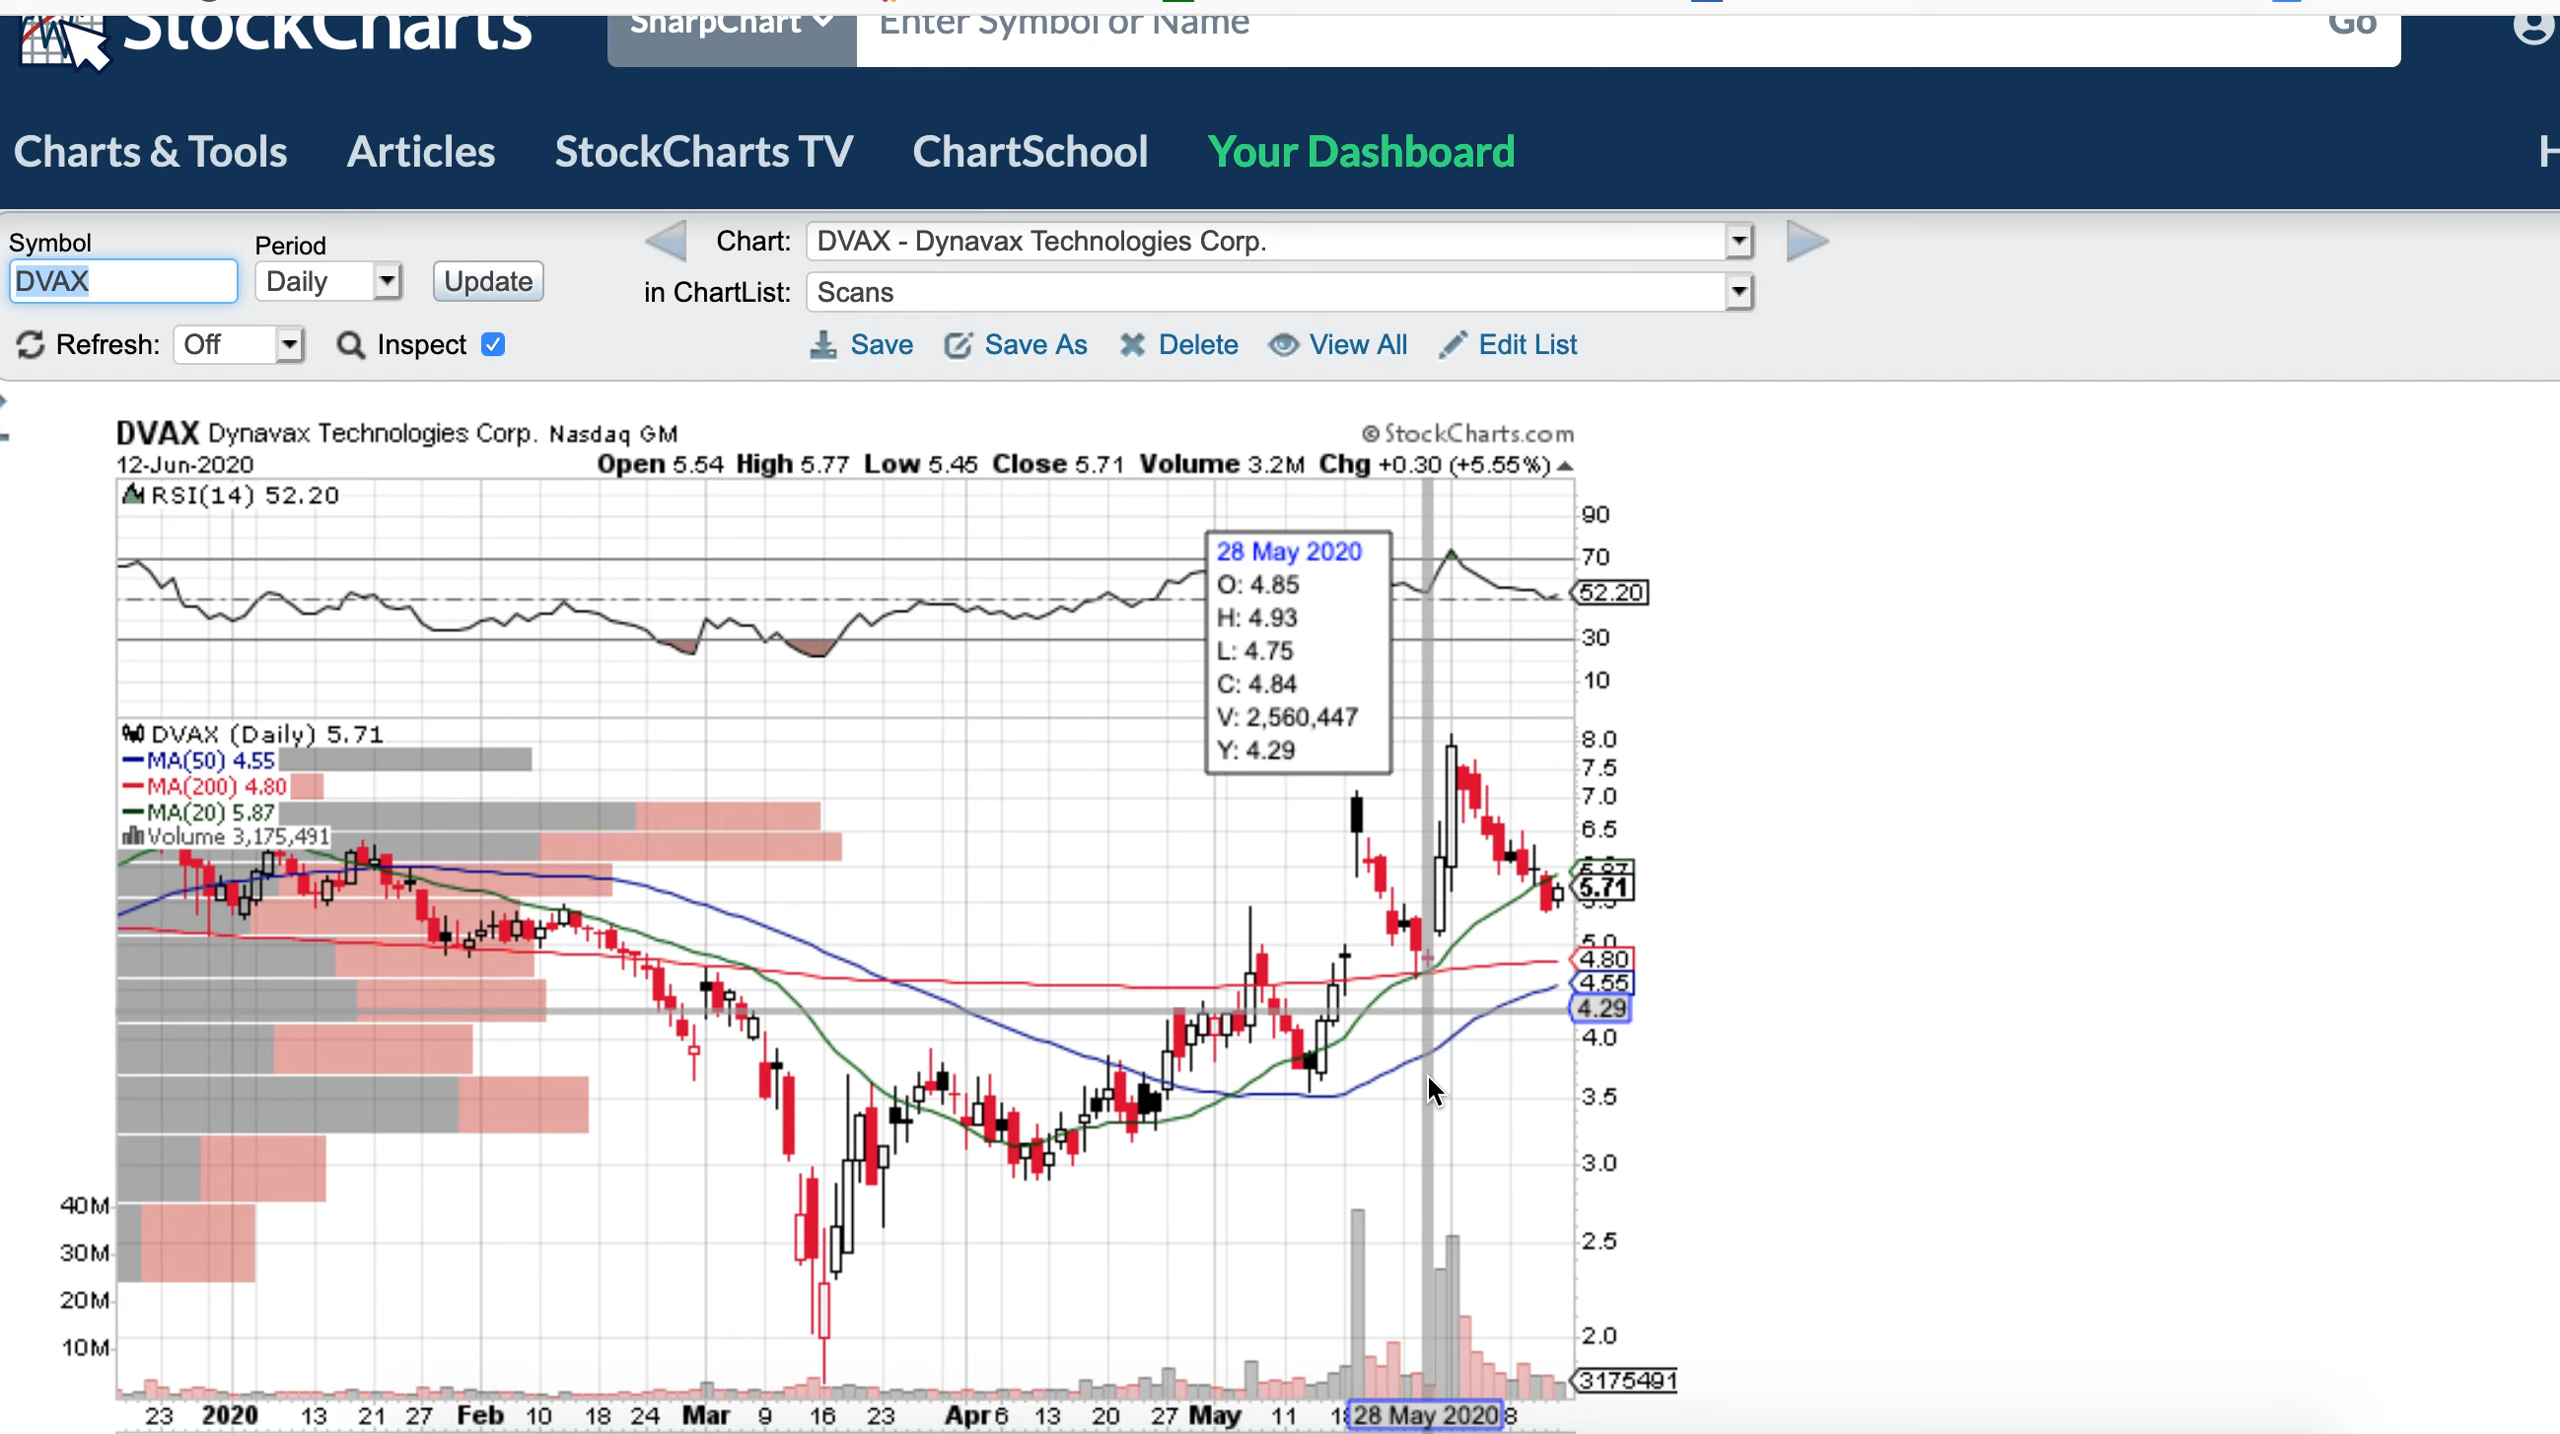 StockCharts
SharpChart Enter Symbol or Name Go
Charts & Tools Articles StockCharts TV ChartSchool Your Dashboard
Symbol Period
DVAX Daily Update
Chart: DVAX - Dynavax Technologies Corp.
in ChartList: Scans
Refresh: Off Inspect
Save Save As Delete View All Edit List
DVAX Dynavax Technologies Corp. Nasdaq GM
© StockCharts.com
12-Jun-2020 Open 5.54 High 5.77 Low 5.45 Close 5.71 Volume 3.2M Chg +0.30 (+5.55%)
RSI(14) 52.20
90
70
52.20
30
10
28 May 2020
O: 4.85
H: 4.93
L: 4.75
C: 4.84
V: 2,560,447
Y: 4.29
DVAX (Daily) 5.71
MA(50) 4.55
MA(200) 4.80
MA(20) 5.87
Volume 3,175,491
8.0
7.5
7.0
6.5
5.87
5.71
5.0
4.80
4.55
4.29
4.0
3.5
3.0
2.5
2.0
40M
30M
20M
10M
3175491
23 2020 13 21 27 Feb 10 18 24 Mar 9 16 23 Apr 6 13 20 27 May 11 28 May 2020 8